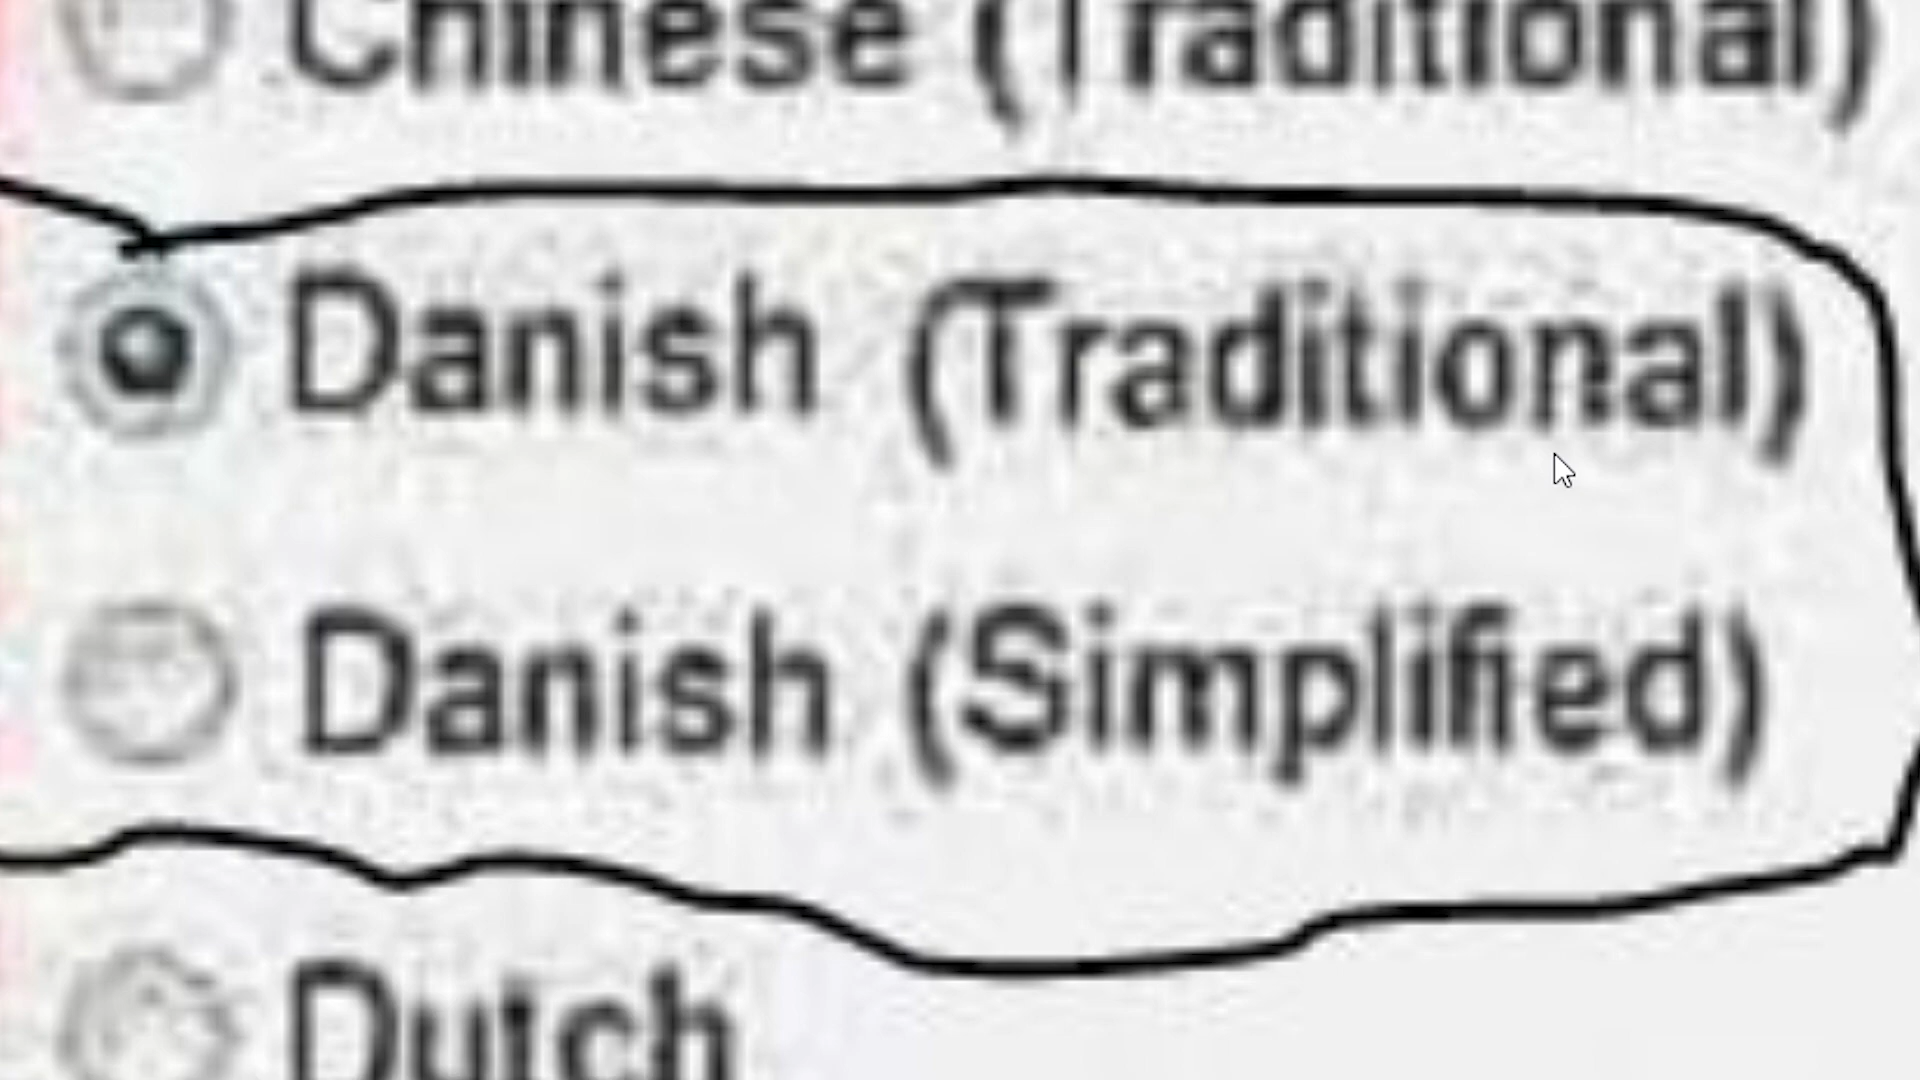 Chinese (Traditional)
Danish (Traditional)
Danish (Simplified)
Dutch